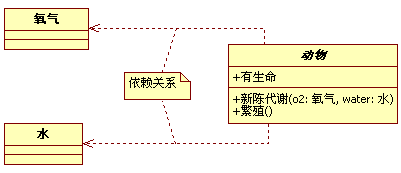 氧气
动物
+有生命
依赖关系
+新陈代谢(o2: 氧气, water: 水)
+繁殖()
水